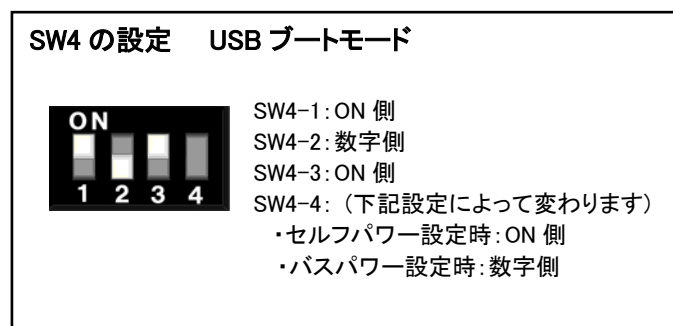 SW4 の設定 USB ブートモード
ON
1 2 3 4
SW4-1:ON 側
SW4-2:数字側
SW4-3:ON 側
SW4-4: (下記設定によって変わります)
・セルフパワー設定時:ON 側
・バスパワー設定時:数字側